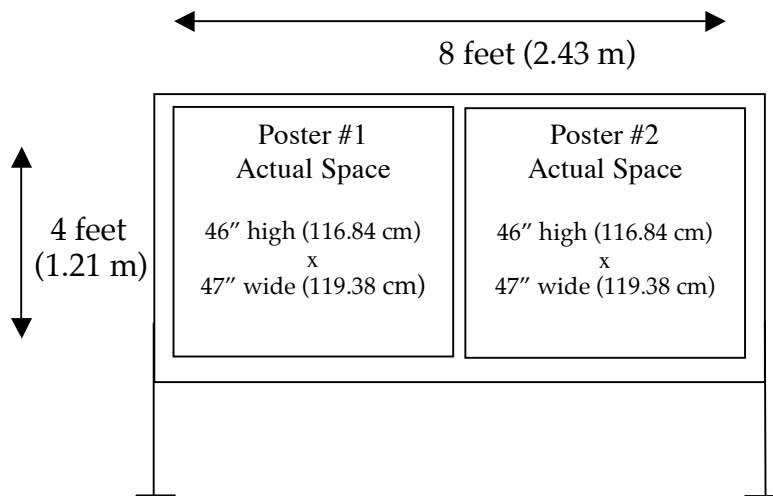 8 feet (2.43 m)
4 feet
(1.21 m)
Poster #1
Actual Space
46″ high (116.84 cm)
x
47″ wide (119.38 cm)
Poster #2
Actual Space
46″ high (116.84 cm)
x
47″ wide (119.38 cm)